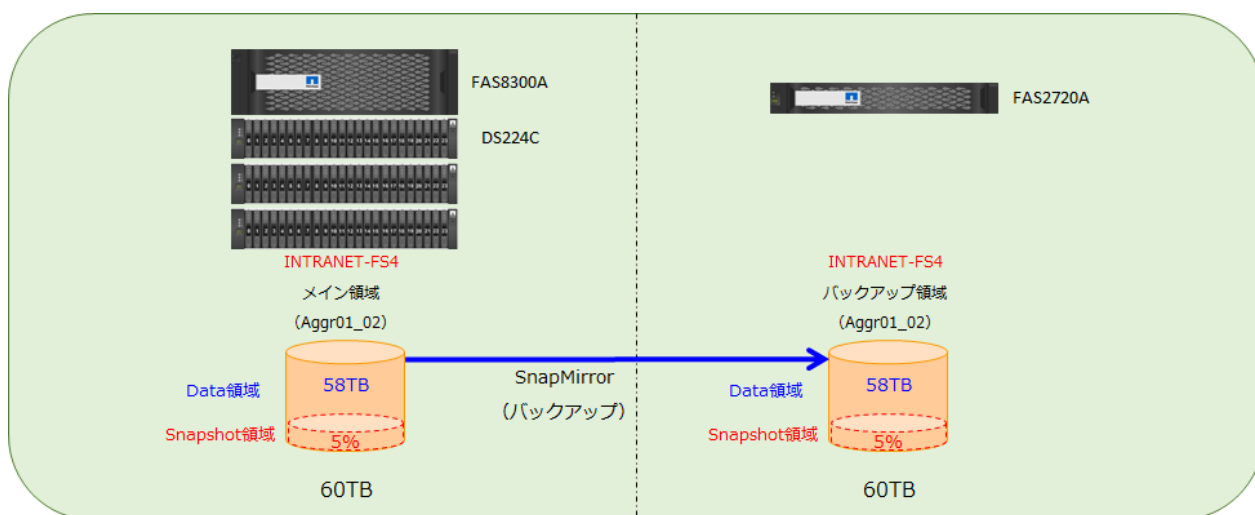 FAS8300A
DS224C
INTRANET-FS4
メイン領域
（Aggr01_02）
Data領域
58TB
Snapshot領域
5%
60TB
SnapMirror
（バックアップ）
FAS2720A
INTRANET-FS4
バックアップ領域
（Aggr01_02）
Data領域
58TB
Snapshot領域
5%
60TB